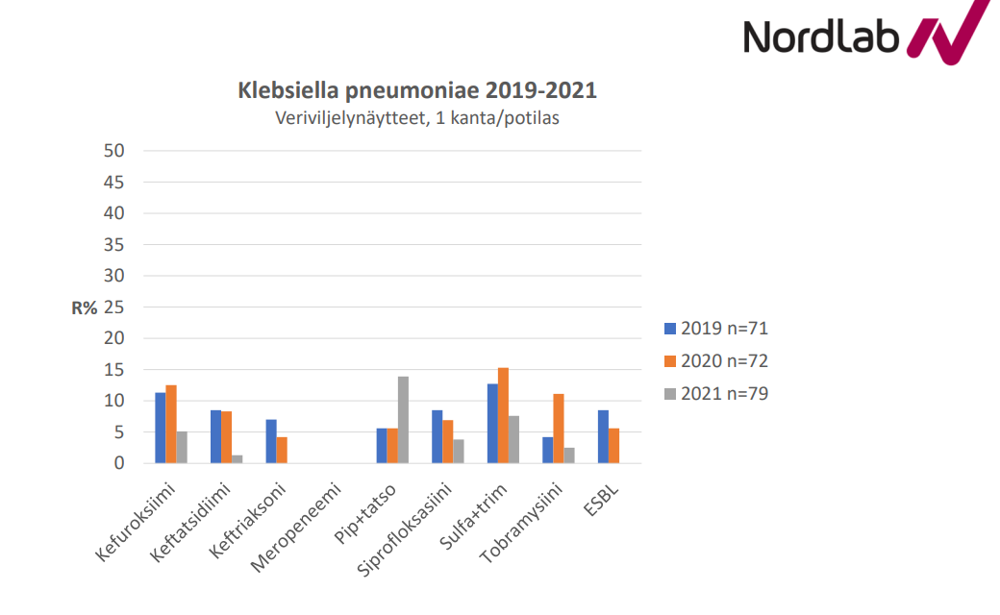 Nordlab
Klebsiella pneumoniae 2019-2021
Veriviljelynäytteet, 1 kanta/potilas
50
45
40
35
30
R% 25
20
15
10
5
0
2019 n=71
2020 n=72
2021 n=79
Kefuroksiimi
Keftatsidiimi
Keftriaksoni
Meropeneemi
Pip+tatso
Siprofloksasiini
Sulfa+trim
Tobramysiini
ESBL